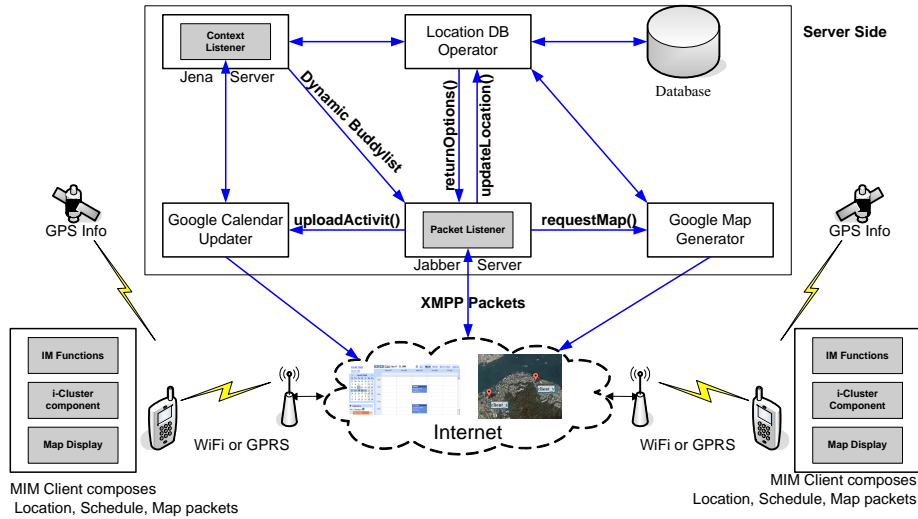 Context
Listener
Jena Server
Location DB
Operator
Database
Server Side
Dynamic Buddylist
returnOptions()
updateLocation()
Google Calendar
Updater
uploadActivit()
Packet Listener
Jabber Server
requestMap()
Google Map
Generator
GPS Info
GPS Info
XMPP Packets
IM Functions
i-Cluster
component
Map Display
WiFi or GPRS
Internet
WiFi or GPRS
IM Functions
i-Cluster
Component
Map Display
MIM Client composes
Location, Schedule, Map packets
MIM Client composes
Location, Schedule, Map packets